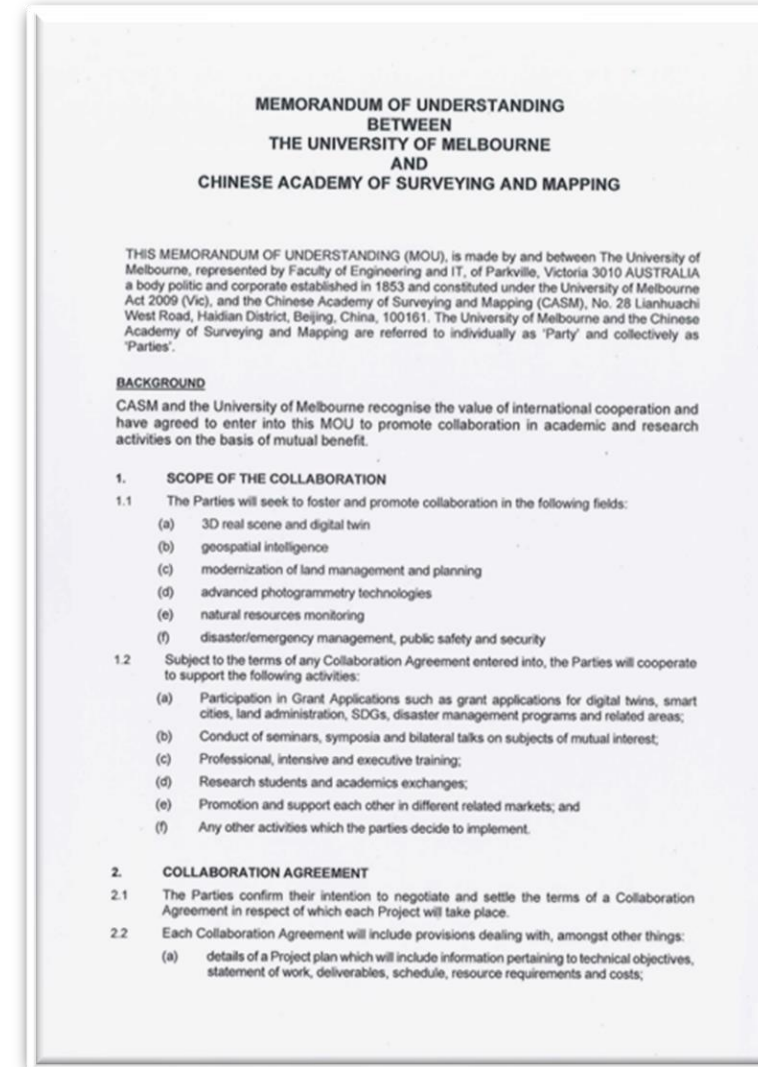 MEMORANDUM OF UNDERSTANDING
BETWEEN
THE UNIVERSITY OF MELBOURNE
AND
CHINESE ACADEMY OF SURVEYING AND MAPPING
THIS MEMORANDUM OF UNDERSTANDING (MOU), is made by and between The University of
Melbourne, represented by Faculty of Engineering and IT, of Parkville, Victoria 3010 AUSTRALIA
a body politic and corporate established in 1853 and constituted under the University of Melbourne
Act 2009 (Vic), and the Chinese Academy of Surveying and Mapping (CASM), No. 28 Lianhuachi
West Road, Haidian District, Beijing, China, 100161. The University of Melbourne and the Chinese
Academy of Surveying and Mapping are referred to individually as 'Party' and collectively as
'Parties'.
BACKGROUND
CASM and the University of Melbourne recognise the value of international cooperation and
have agreed to enter into this MOU to promote collaboration in academic and research
activities on the basis of mutual benefit.
1. SCOPE OF THE COLLABORATION
1.1 The Parties will seek to foster and promote collaboration in the following fields:
(a) 3D real scene and digital twin
(b) geospatial intelligence
(c) modernization of land management and planning
(d) advanced photogrammetry technologies
(e) natural resources monitoring
(f) disaster/emergency management, public safety and security
1.2 Subject to the terms of any Collaboration Agreement entered into, the Parties will cooperate
to support the following activities:
(a) Participation in Grant Applications such as grant applications for digital twins, smart
cities, land administration, SDGs, disaster management programs and related areas;
(b) Conduct of seminars, symposia and bilateral talks on subjects of mutual interest;
(c) Professional, intensive and executive training;
(d) Research students and academics exchanges;
(e) Promotion and support each other in different related markets; and
(f) Any other activities which the parties decide to implement.
2. COLLABORATION AGREEMENT
2.1 The Parties confirm their intention to negotiate and settle the terms of a Collaboration
Agreement in respect of which each Project will take place.
2.2 Each Collaboration Agreement will include provisions dealing with, amongst other things:
(a) details of a Project plan which will include information pertaining to technical objectives,
statement of work, deliverables, schedule, resource requirements and costs;